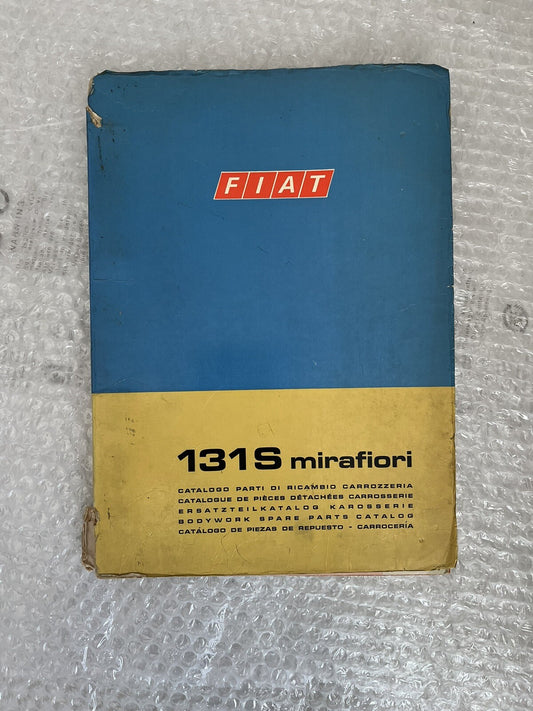 FIAT
131S mirafiori
CATALOGO PARTI DI RICAMBIO CARROZZERIA
CATALOGUE DE PIÈCES DÉTACHÉES CARROSSERIE
ERSATZTEILKATALOG KAROSSERIE
BODYWORK SPARE PARTS CATALOG
CATÁLOGO DE PIEZAS DE REPUESTO - CARROCERÍA